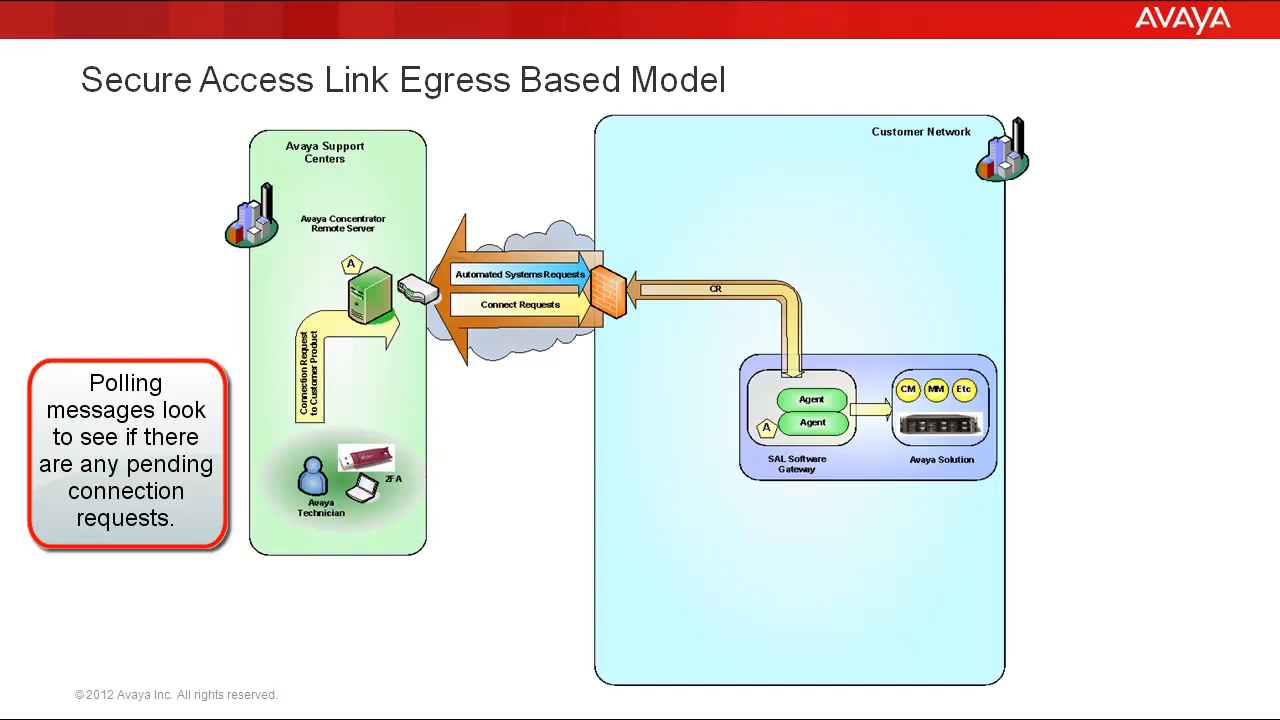 AVAYA
Secure Access Link Egress Based Model
Avaya Support
Centers
Avaya Concentrator
Remote Server
A
Connection Request
to Customer Product
Avaya
Technician
2FA
Automated Systems Requests
Connect Requests
Customer Network
CR
Agent
Agent
A
SAL Software
Gateway
CM
MM
Etc
Avaya Solution
Polling
messages look
to see if there
are any pending
connection
requests.
© 2012 Avaya Inc. All rights reserved.